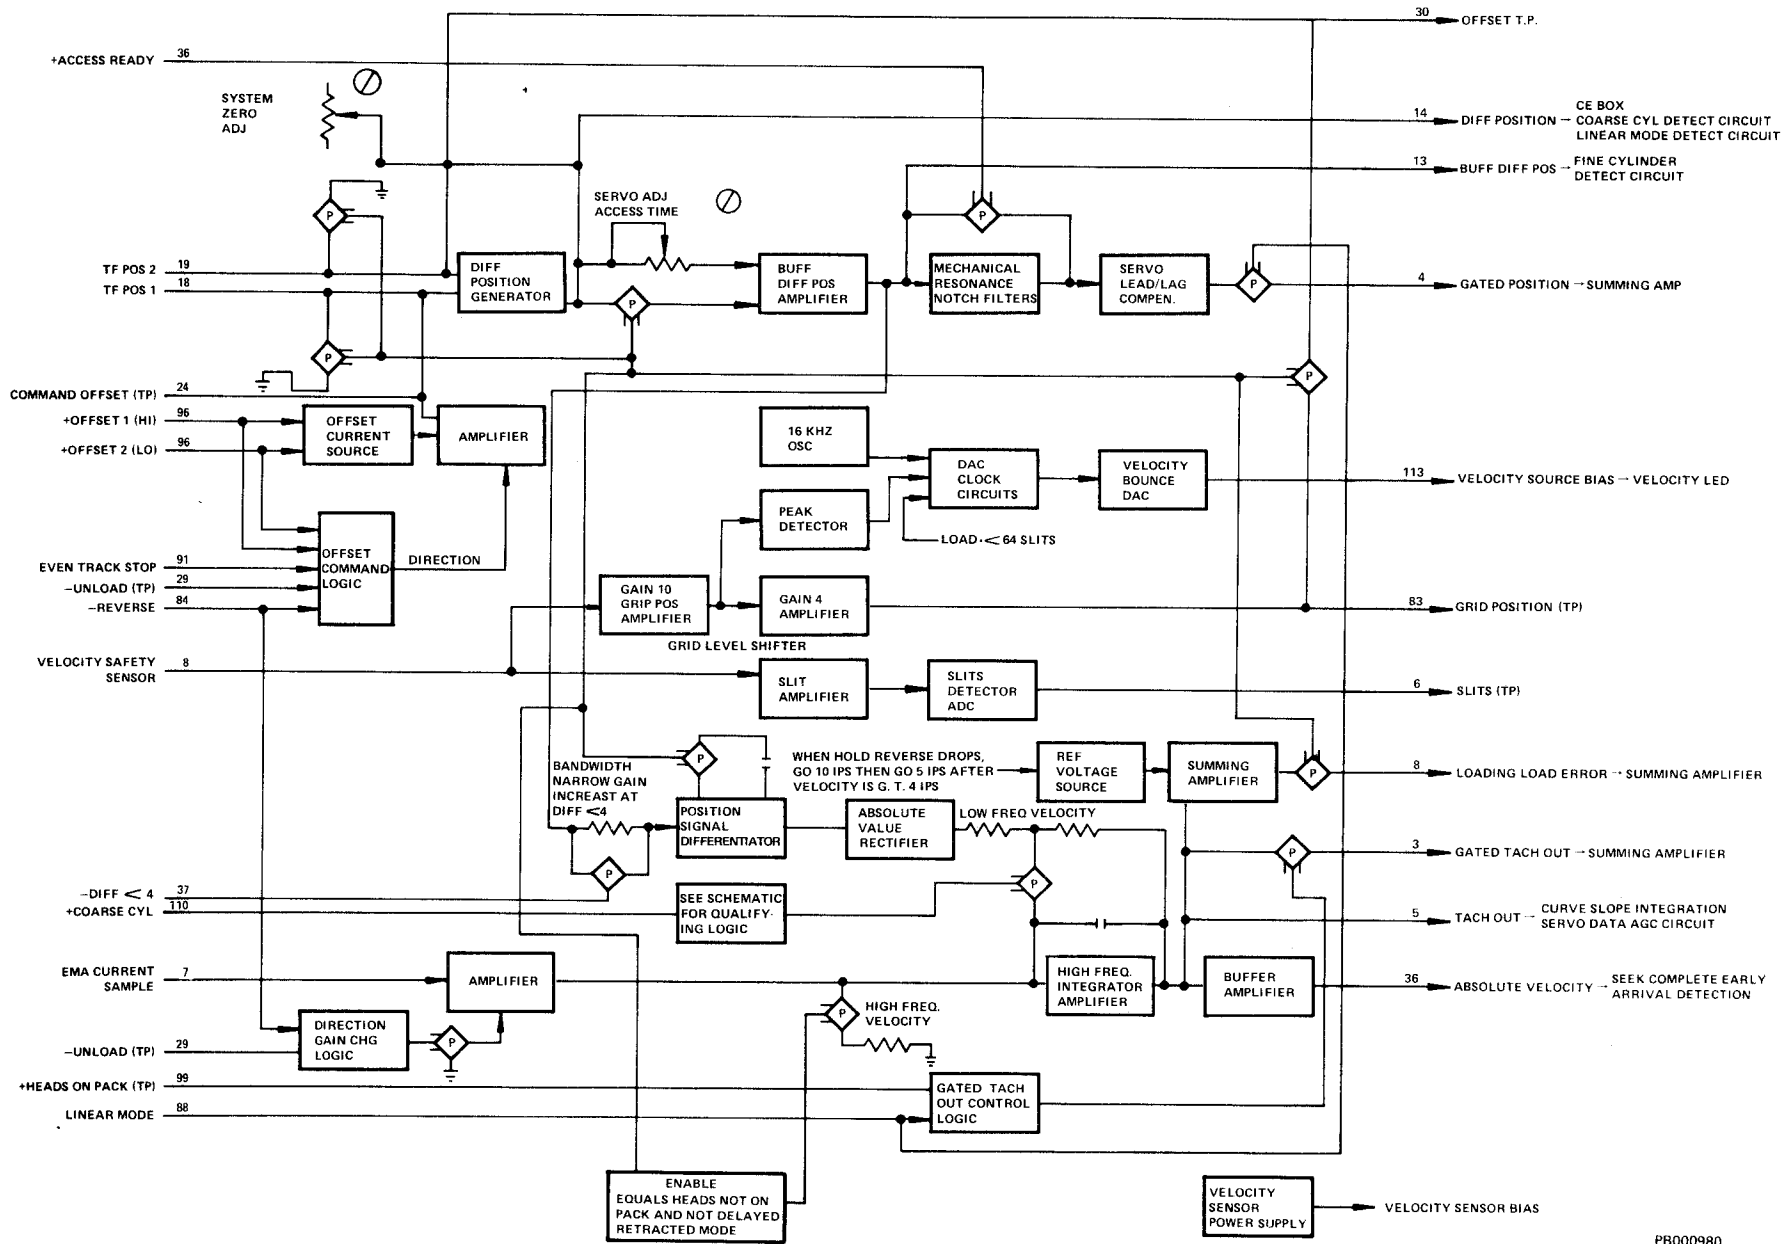 30
OFFSET T.P.
+ACCESS READY
36
SYSTEM
ZERO
ADJ
14
DIFF POSITION →
CE BOX
COARSE CYL DETECT CIRCUIT
LINEAR MODE DETECT CIRCUIT
13
BUFF DIFF POS →
FINE CYLINDER
DETECT CIRCUIT
P
SERVO ADJ
ACCESS TIME
P
P
TF POS 2
19
TF POS 1
18
DIFF
POSITION
GENERATOR
P
BUFF
DIFF POS
AMPLIFIER
MECHANICAL
RESONANCE
NOTCH FILTERS
SERVO
LEAD/LAG
COMPEN.
4
GATED POSITION → SUMMING AMP
P
P
P
COMMAND OFFSET (TP)
24
+OFFSET 1 (HI)
96
+OFFSET 2 (LO)
96
OFFSET
CURRENT
SOURCE
AMPLIFIER
16 KHZ
OSC
DAC
CLOCK
CIRCUITS
VELOCITY
BOUNCE
DAC
113
VELOCITY SOURCE BIAS → VELOCITY LED
PEAK
DETECTOR
LOAD · < 64 SLITS
OFFSET
COMMAND
LOGIC
DIRECTION
EVEN TRACK STOP
91
−UNLOAD (TP)
29
−REVERSE
84
GAIN 10
GRIP POS
AMPLIFIER
GAIN 4
AMPLIFIER
83
GRID POSITION (TP)
GRID LEVEL SHIFTER
VELOCITY SAFETY
SENSOR
8
SLIT
AMPLIFIER
SLITS
DETECTOR
ADC
6
SLITS (TP)
P
BANDWIDTH
NARROW GAIN
INCREAST AT
DIFF <4
WHEN HOLD REVERSE DROPS,
GO 10 IPS THEN GO 5 IPS AFTER
VELOCITY IS G. T. 4 IPS
REF
VOLTAGE
SOURCE
SUMMING
AMPLIFIER
P
8
LOADING LOAD ERROR → SUMMING AMPLIFIER
POSITION
SIGNAL
DIFFERENTIATOR
ABSOLUTE
VALUE
RECTIFIER
LOW FREQ VELOCITY
P
3
GATED TACH OUT → SUMMING AMPLIFIER
P
P
−DIFF < 4
37
+COARSE CYL
110
SEE SCHEMATIC
FOR QUALIFY-
ING LOGIC
5
TACH OUT →
CURVE SLOPE INTEGRATION
SERVO DATA AGC CIRCUIT
EMA CURRENT
SAMPLE
7
AMPLIFIER
HIGH FREQ.
INTEGRATOR
AMPLIFIER
BUFFER
AMPLIFIER
36
ABSOLUTE VELOCITY →
SEEK COMPLETE EARLY
ARRIVAL DETECTION
P
HIGH FREQ.
VELOCITY
DIRECTION
GAIN CHG
LOGIC
P
−UNLOAD (TP)
29
+HEADS ON PACK (TP)
99
LINEAR MODE
88
GATED TACH
OUT CONTROL
LOGIC
ENABLE
EQUALS HEADS NOT ON
PACK AND NOT DELAYED
RETRACTED MODE
VELOCITY
SENSOR
POWER SUPPLY
VELOCITY SENSOR BIAS
PB000980